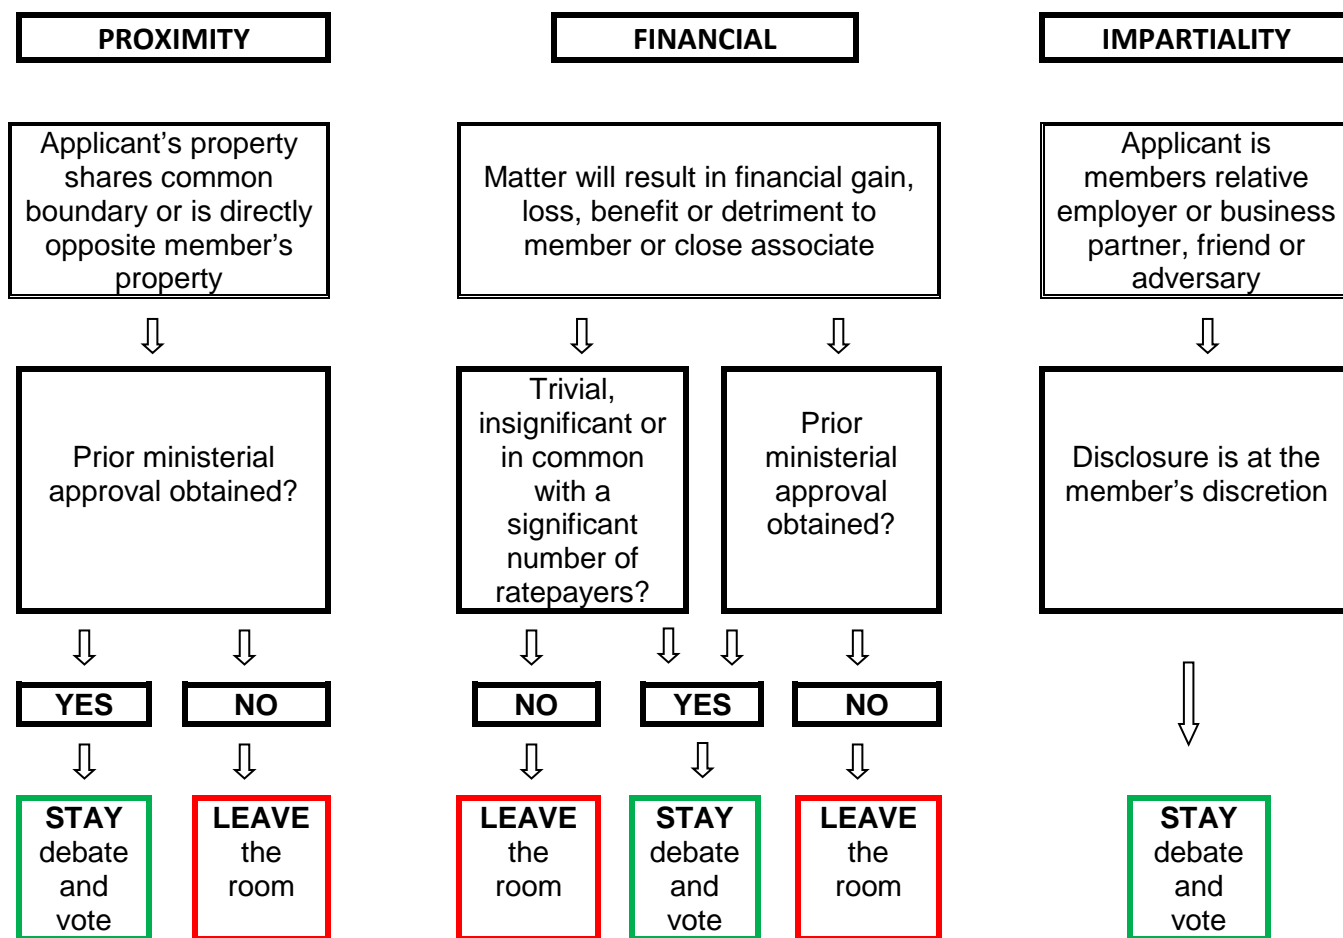 PROXIMITY
FINANCIAL
IMPARTIALITY
Applicant’s property
shares common
boundary or is directly
opposite member’s
property
Matter will result in financial gain,
loss, benefit or detriment to
member or close associate
Applicant is
members relative
employer or business
partner, friend or
adversary
Prior ministerial
approval obtained?
Trivial,
insignificant or
in common
with a
significant
number of
ratepayers?
Prior
ministerial
approval
obtained?
Disclosure is at the
member’s discretion
YES
NO
NO
YES
NO
STAY
debate
and
vote
LEAVE
the
room
LEAVE
the
room
STAY
debate
and
vote
LEAVE
the
room
STAY
debate
and
vote